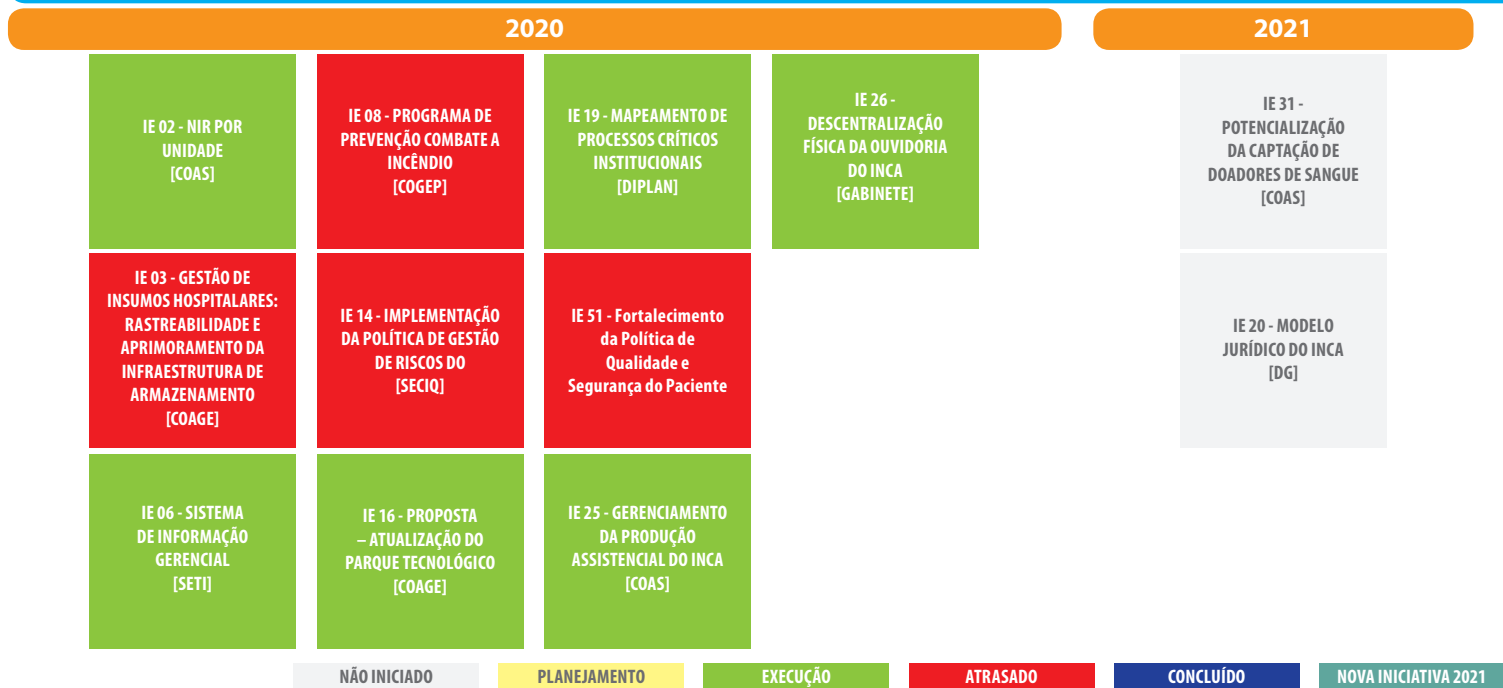 2020
2021
IE 02 - NIR POR
UNIDADE
[COAS]
IE 08 - PROGRAMA DE
PREVENÇÃO COMBATE A
INCÊNDIO
[COGEP]
IE 19 - MAPEAMENTO DE
PROCESSOS CRÍTICOS
INSTITUCIONAIS
[DIPLAN]
IE 26 -
DESCENTRALIZAÇÃO
FÍSICA DA OUVIDORIA
DO INCA
[GABINETE]
IE 31 -
POTENCIALIZAÇÃO
DA CAPTAÇÃO DE
DOADORES DE SANGUE
[COAS]
IE 03 - GESTÃO DE
INSUMOS HOSPITALARES:
RASTREABILIDADE E
APRIMORAMENTO DA
INFRAESTRUTURA DE
ARMAZENAMENTO
[COAGE]
IE 14 - IMPLEMENTAÇÃO
DA POLÍTICA DE GESTÃO
DE RISCOS DO
[SECIQ]
IE 51 - Fortalecimento
da Política de
Qualidade e
Segurança do Paciente
IE 20 - MODELO
JURÍDICO DO INCA
[DG]
IE 06 - SISTEMA
DE INFORMAÇÃO
GERENCIAL
[SETI]
IE 16 - PROPOSTA
– ATUALIZAÇÃO DO
PARQUE TECNOLÓGICO
[COAGE]
IE 25 - GERENCIAMENTO
DA PRODUÇÃO
ASSISTENCIAL DO INCA
[COAS]
NÃO INICIADO
PLANEJAMENTO
EXECUÇÃO
ATRASADO
CONCLUÍDO
NOVA INICIATIVA 2021